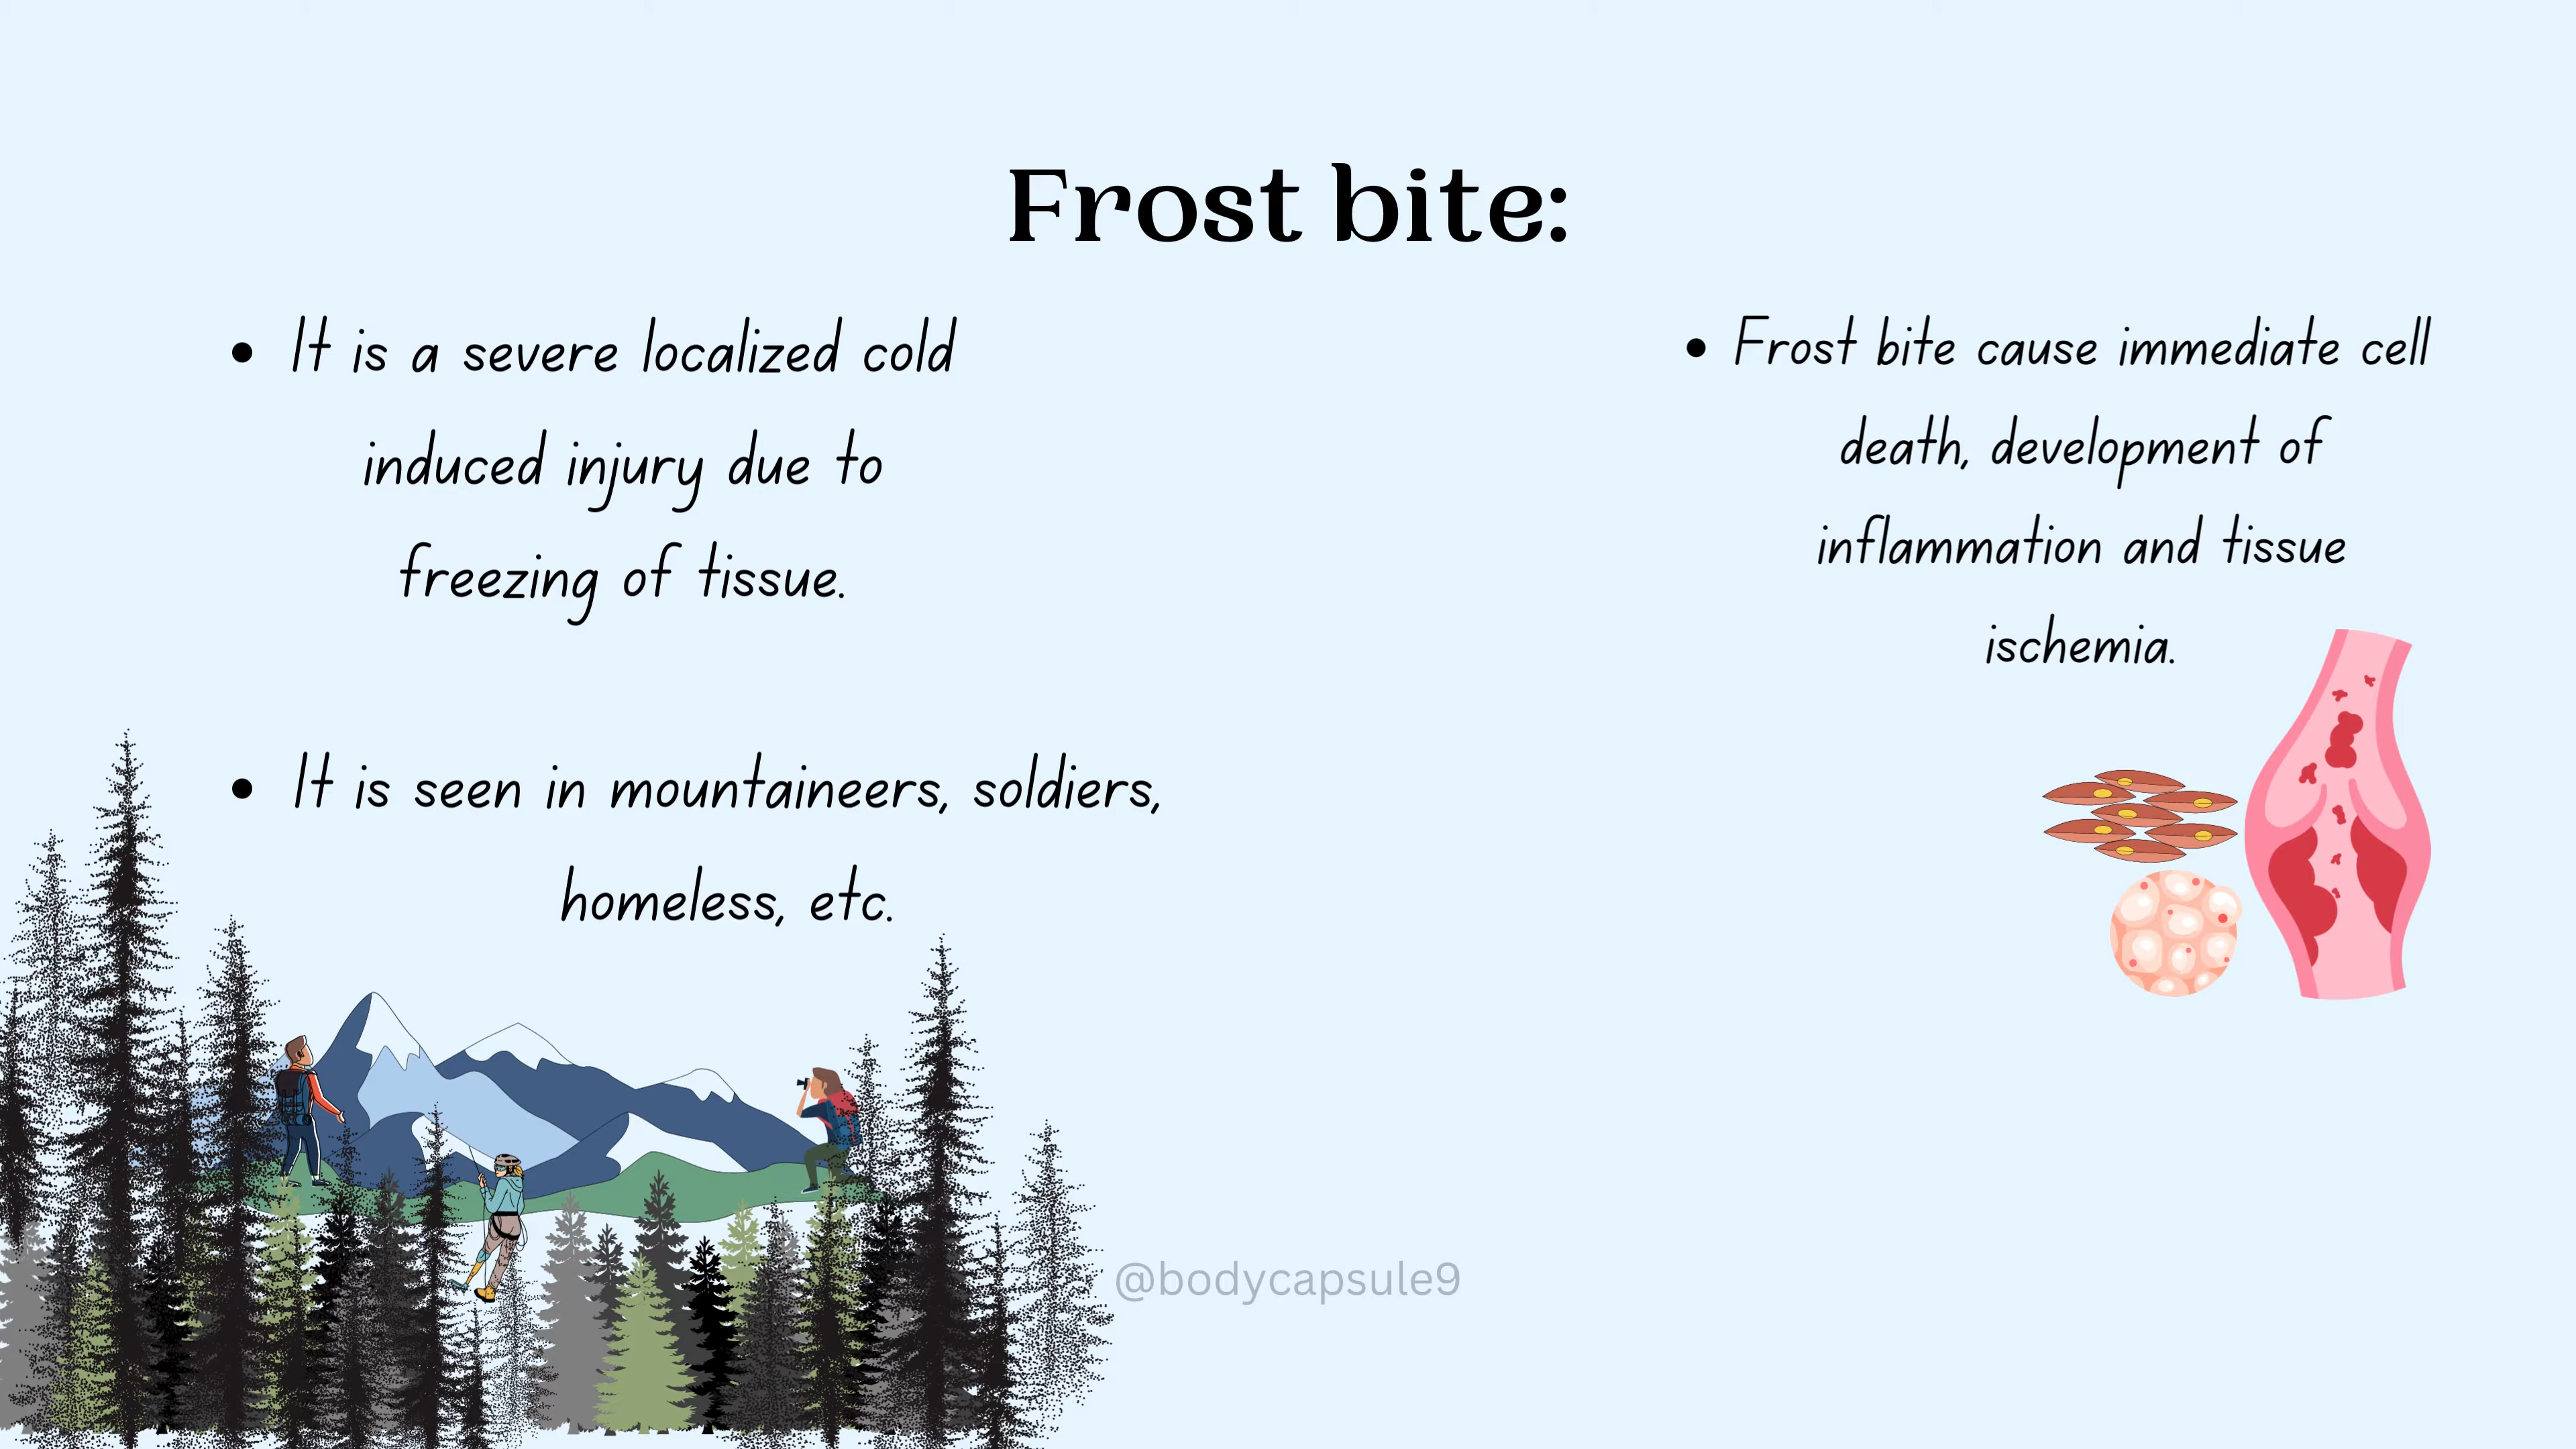 Frost bite:
• It is a severe localized cold
induced injury due to
freezing of tissue.
• It is seen in mountaineers, soldiers,
homeless, etc.
• Frost bite cause immediate cell
death, development of
inflammation and tissue
ischemia.
@bodycapsule9